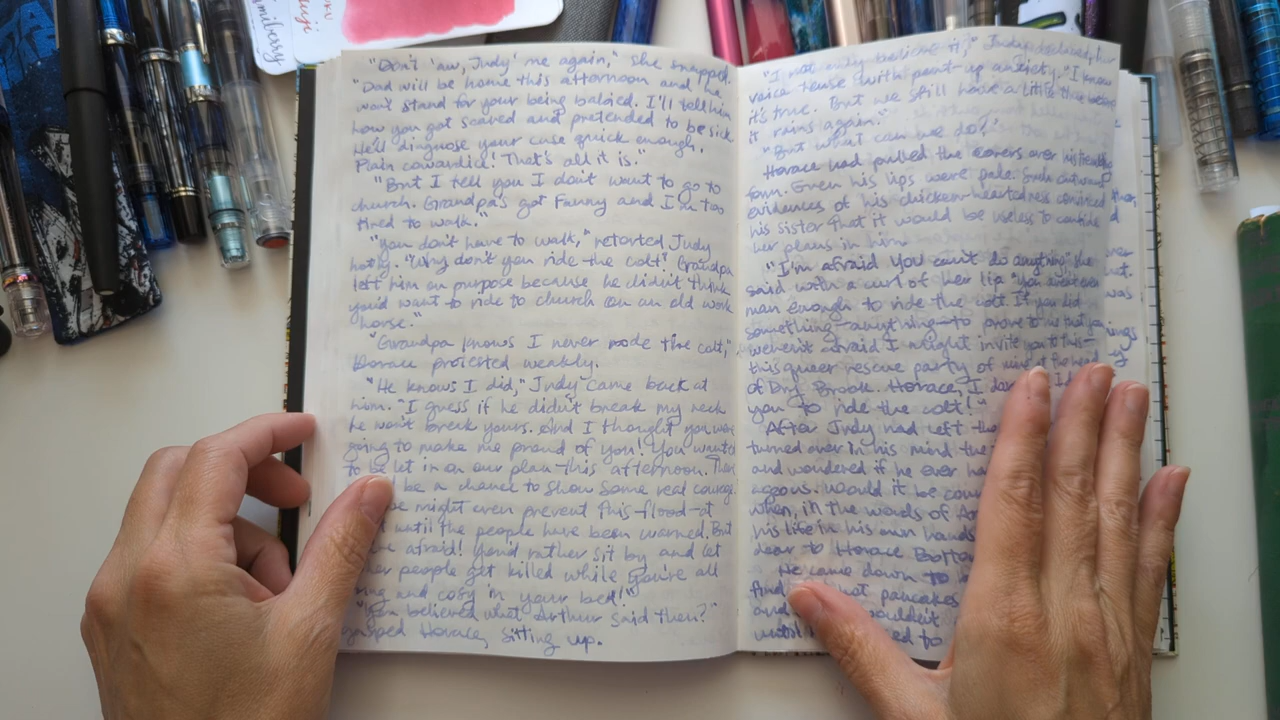 "Don't 'aw, Judy' me again," she snapped.
"Dad will be home this afternoon and he
won't stand for your being babied. I'll tell him
how you got scared and pretended to be sick
He'll diagnose your case quick enough.
Plain cowardice! That's all it is."
"But I tell you I don't want to go to
church. Grandpa's got Fanny and I'm too
tired to walk."
"You don't have to walk," retorted Judy
hotly. "Why don't you ride the colt? Grandpa
left him on purpose because he didn't think
you'd want to ride to church on an old work
horse."
"Grandpa knows I never rode the colt,"
Horace protested weakly.
"He knows I did," Judy came back at
him. "I guess if he didn't break my neck
he won't break yours. And I thought you were
going to make me proud of you! You wanted
to be let in on our plan this afternoon. There
be a chance to show some real courage.
we might even prevent this flood—at
until the people have been warned. But
afraid! You'd rather sit by and let
people get killed while you're all
and cosy in your bed!"
"You believed what Arthur said then?"
gasped Horace, sitting up.
"I not only believed it," Judy declared, her
voice tense with pent-up anxiety, "I know
it's true. But we still have a little time before
it rains again."
"But what can we do?"
Horace had pulled the covers over his
form. Even his lips were pale. Such outward
evidences of his chicken-heartedness convinced
his sister that it would be useless to confide
her plans in him.
"I'm afraid you can't do anything," she
said with a curl of her lip "You aren't even
man enough to ride the colt. If you did
something—anything—to prove to me that you
weren't afraid I might invite you to this—
this queer rescue party of mine at the head
of Dry Brook. Horace, I
you to ride the colt!"
After Judy had left the
turned over in his mind the
and wondered if he ever
would it be
when, in the words of
his life in his own hands
dear to Horace
He came down to
find hot pancakes
and
to